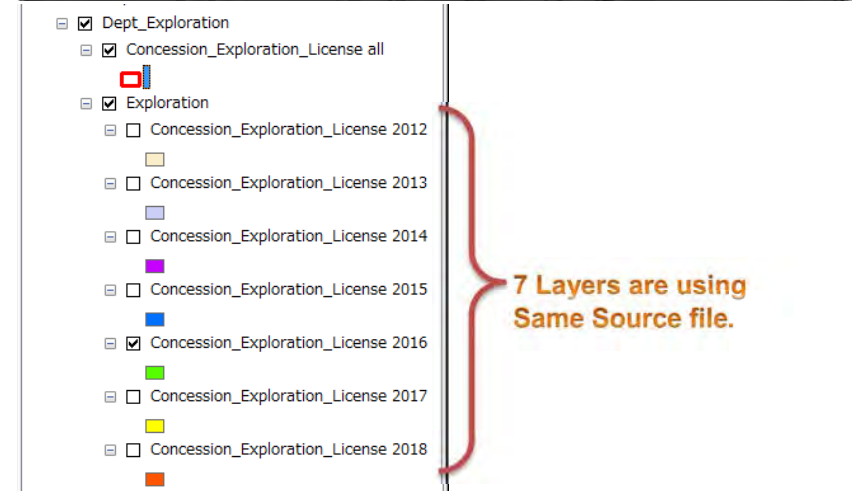 Dept_Exploration
Concession_Exploration_License all
Exploration
Concession_Exploration_License 2012
Concession_Exploration_License 2013
Concession_Exploration_License 2014
Concession_Exploration_License 2015
Concession_Exploration_License 2016
Concession_Exploration_License 2017
Concession_Exploration_License 2018
7 Layers are using
Same Source file.